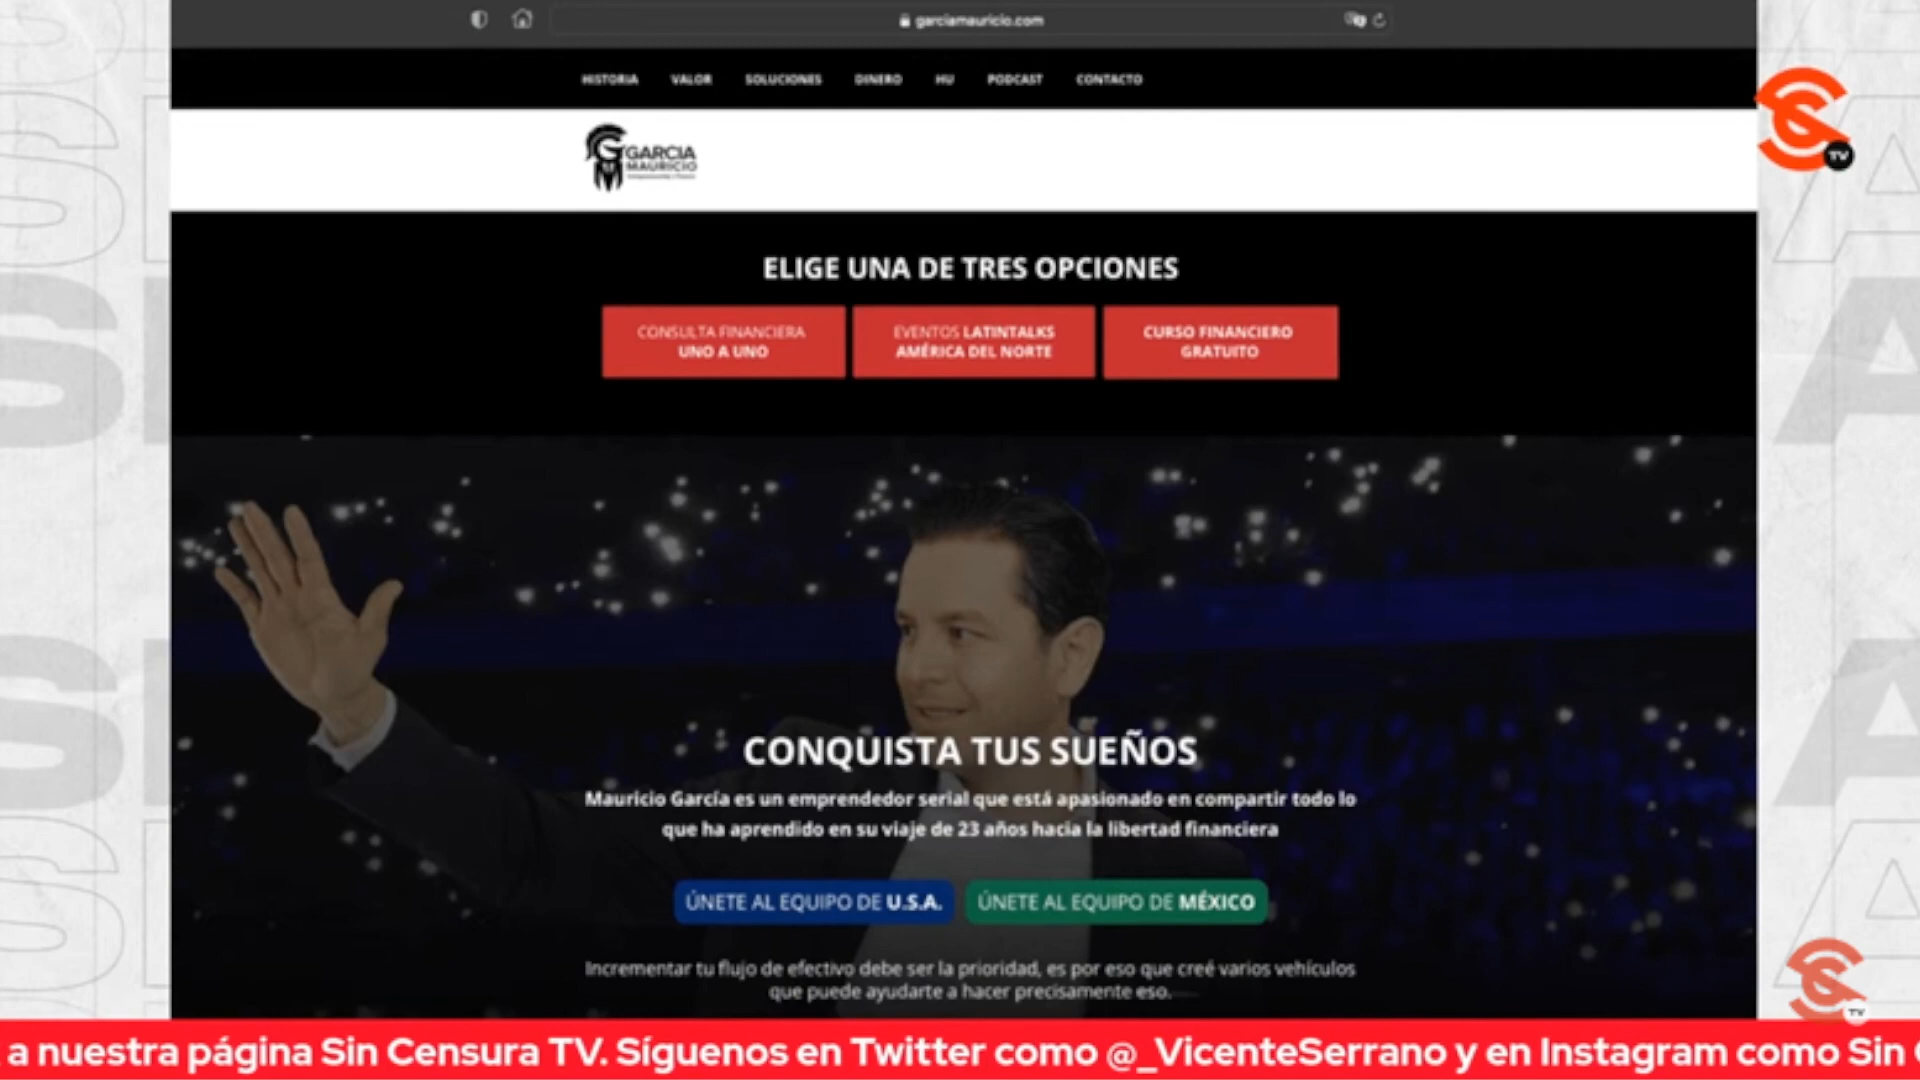 garciamauricio.com
HISTORIA VALOR SOLUCIONES DINERO HU PODCAST CONTACTO
GARCIA
MAURICIO
ELIGE UNA DE TRES OPCIONES
CONSULTA FINANCIERA
UNO A UNO
EVENTOS LATINTALKS
AMÉRICA DEL NORTE
CURSO FINANCIERO
GRATUITO
CONQUISTA TUS SUEÑOS
Mauricio García es un emprendedor serial que está apasionado en compartir todo lo
que ha aprendido en su viaje de 23 años hacia la libertad financiera
ÚNETE AL EQUIPO DE U.S.A.
ÚNETE AL EQUIPO DE MÉXICO
Incrementar tu flujo de efectivo debe ser la prioridad, es por eso que creé varios vehículos
que puede ayudarte a hacer precisamente eso.
TV
TV
a nuestra página Sin Censura TV. Síguenos en Twitter como @_VicenteSerrano y en Instagram como Sin